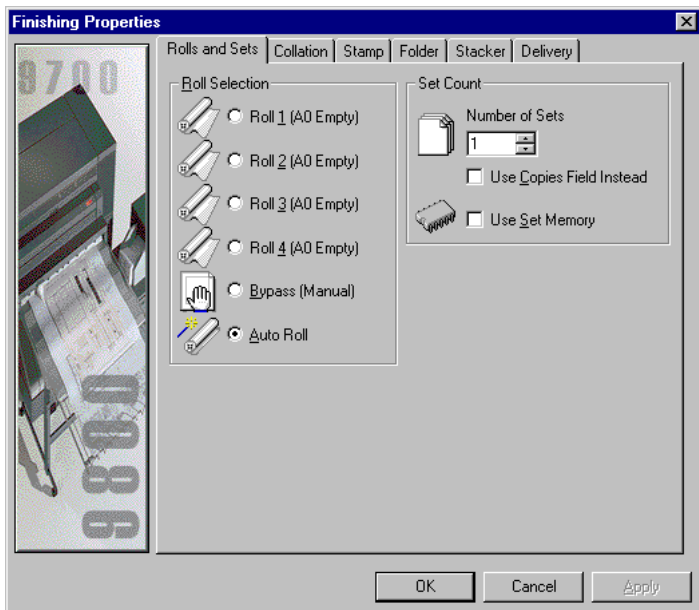 Finishing Properties
Rolls and Sets Collation Stamp Folder Stacker Delivery
9700
9800
Roll Selection
Roll 1 (A0 Empty)
Roll 2 (A0 Empty)
Roll 3 (A0 Empty)
Roll 4 (A0 Empty)
Bypass (Manual)
Auto Roll
Set Count
Number of Sets
1
Use Copies Field Instead
Use Set Memory
OK Cancel Apply